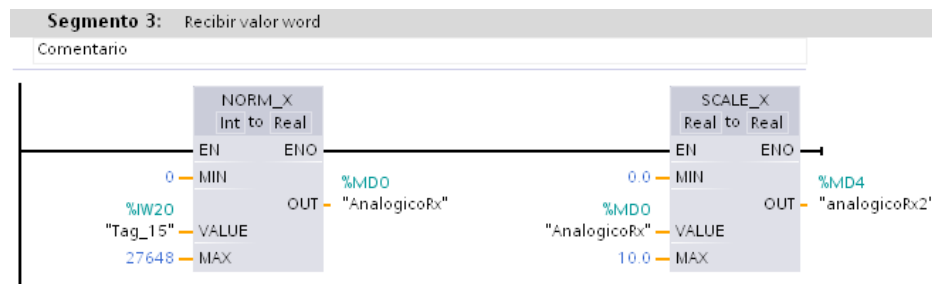 Segmento 3: Recibir valor word
Comentario
NORM_X
Int to Real
EN ENO
0 MIN
%MD0
OUT "AnalogicoRx"
%IW20
"Tag_15" VALUE
27648 MAX
SCALE_X
Real to Real
EN ENO
0.0 MIN
%MD4
OUT "analogicoRx2"
%MD0
"AnalogicoRx" VALUE
10.0 MAX